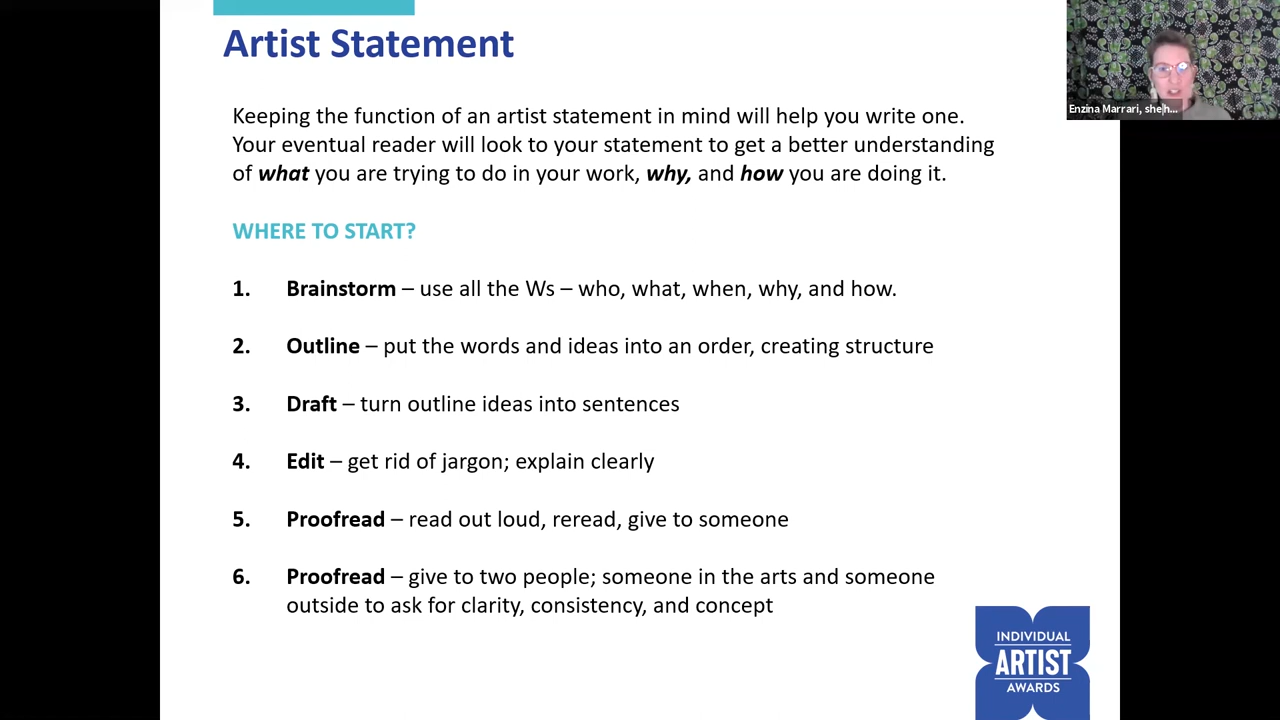 Artist Statement
Enzina Marrari, she/h...
Keeping the function of an artist statement in mind will help you write one.
Your eventual reader will look to your statement to get a better understanding
of what you are trying to do in your work, why, and how you are doing it.
WHERE TO START?
1. Brainstorm – use all the Ws – who, what, when, why, and how.
2. Outline – put the words and ideas into an order, creating structure
3. Draft – turn outline ideas into sentences
4. Edit – get rid of jargon; explain clearly
5. Proofread – read out loud, reread, give to someone
6. Proofread – give to two people; someone in the arts and someone
outside to ask for clarity, consistency, and concept
INDIVIDUAL
ARTIST
AWARDS